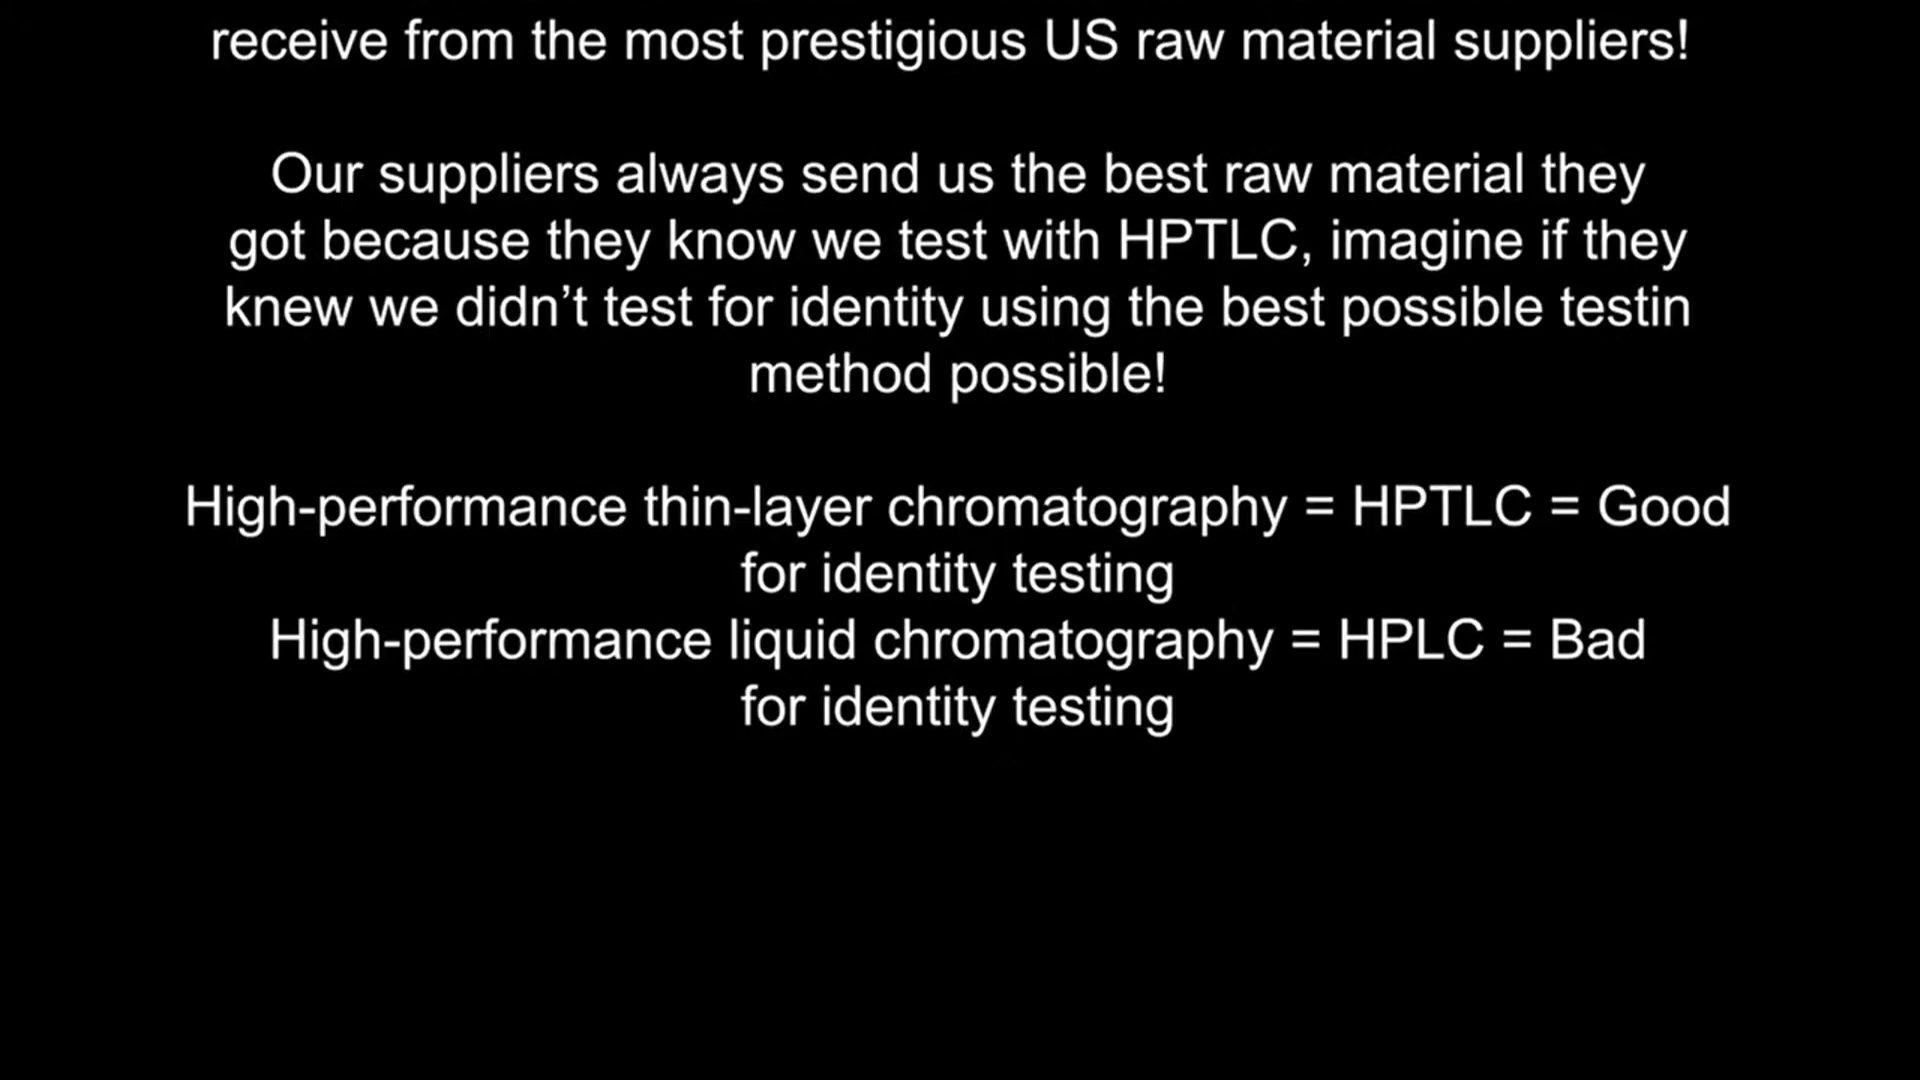 receive from the most prestigious US raw material suppliers!
Our suppliers always send us the best raw material they
got because they know we test with HPTLC, imagine if they
knew we didn’t test for identity using the best possible testin
method possible!
High-performance thin-layer chromatography = HPTLC = Good
for identity testing
High-performance liquid chromatography = HPLC = Bad
for identity testing